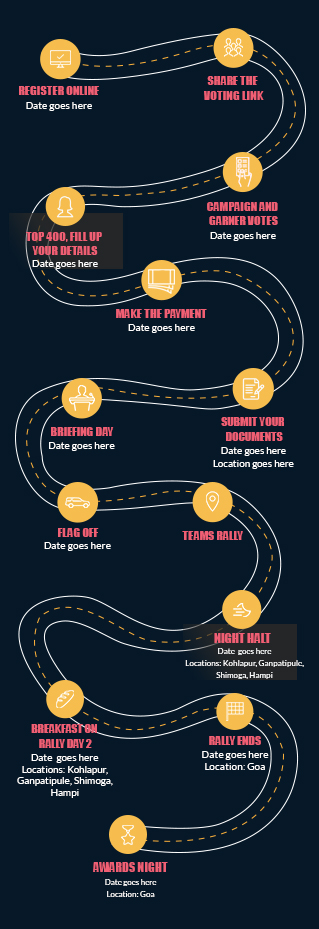 REGISTER ONLINE
Date goes here
SHARE THE
VOTING LINK
CAMPAIGN AND
GARNER VOTES
Date goes here
TOP 400, FILL UP
YOUR DETAILS
Date goes here
MAKE THE PAYMENT
Date goes here
SUBMIT YOUR
DOCUMENTS
Date goes here
Location goes here
BRIEFING DAY
Date goes here
FLAG OFF
Date goes here
TEAMS RALLY
NIGHT HALT
Date goes here
Locations: Kohlapur, Ganpatipule,
Shimoga, Hampi
BREAKFAST ON
RALLY DAY 2
Date goes here
Locations: Kohlapur,
Ganpatipule, Shimoga,
Hampi
RALLY ENDS
Date goes here
Location: Goa
AWARDS NIGHT
Date goes here
Location: Goa